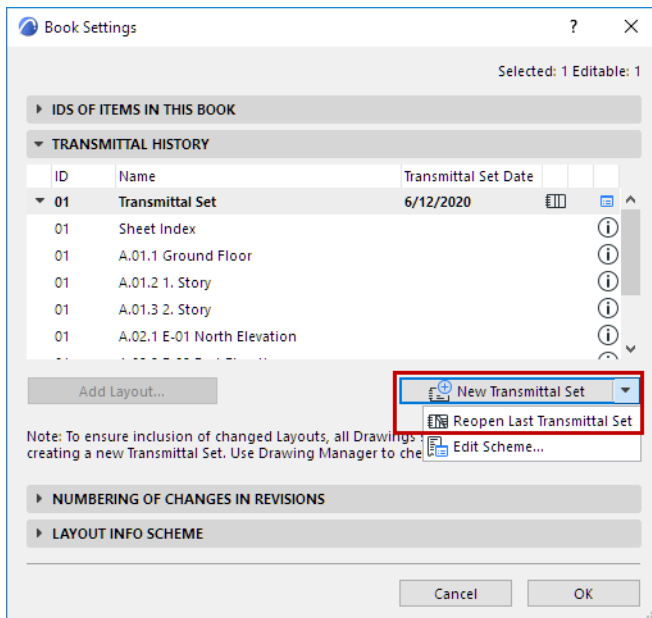 Book Settings
Selected: 1 Editable: 1
IDS OF ITEMS IN THIS BOOK
TRANSMITTAL HISTORY
ID Name Transmittal Set Date
01 Transmittal Set 6/12/2020
01 Sheet Index
01 A.01.1 Ground Floor
01 A.01.2 1. Story
01 A.01.3 2. Story
01 A.02.1 E-01 North Elevation
Add Layout... New Transmittal Set
Reopen Last Transmittal Set
Note: To ensure inclusion of changed Layouts, all Drawings
creating a new Transmittal Set. Use Drawing Manager to che
Edit Scheme...
NUMBERING OF CHANGES IN REVISIONS
LAYOUT INFO SCHEME
Cancel OK